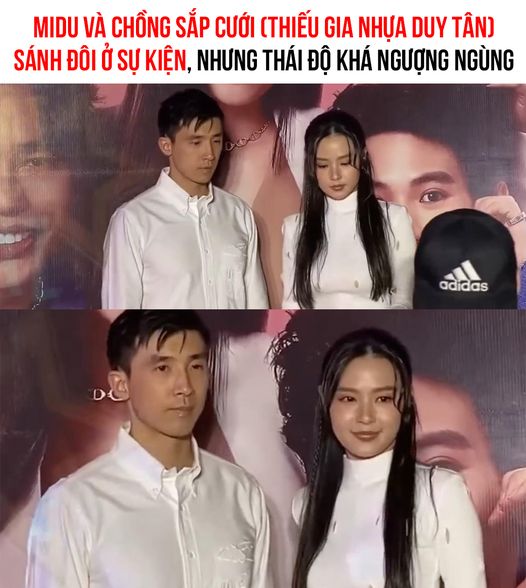 MIDU VÀ CHỒNG SẮP CƯỚI (THIẾU GIA NHỰA DUY TÂN)
SÁNH ĐÔI Ở SỰ KIỆN, NHƯNG THÁI ĐỘ KHÁ NGƯỢNG NGÙNG
adidas